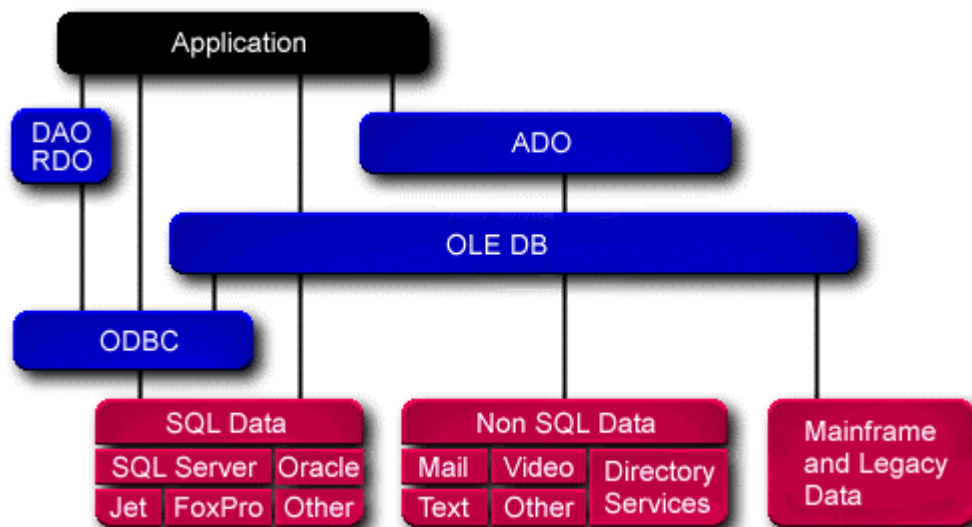 Application
DAO
RDO
ADO
OLE DB
ODBC
SQL Data
SQL Server
Oracle
Jet
FoxPro
Other
Non SQL Data
Mail
Video
Directory
Services
Text
Other
Mainframe
and Legacy
Data